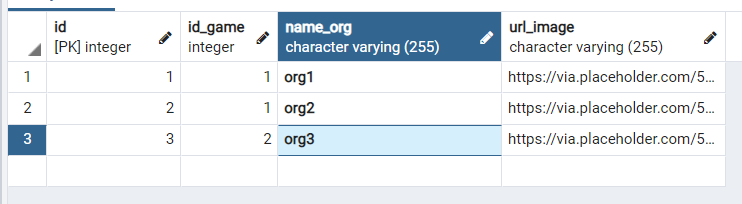 id
[PK] integer
id_game
integer
name_org
character varying (255)
url_image
character varying (255)
1 1 1 org1 https://via.placeholder.com/5...
2 2 1 org2 https://via.placeholder.com/5...
3 3 2 org3 https://via.placeholder.com/5...